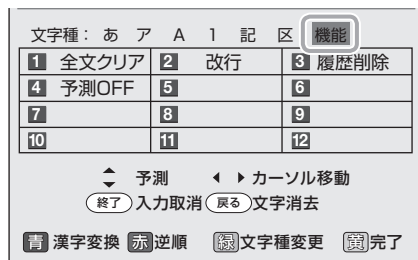 文字種： あ ア A 1 記 区 機能
1 全文クリア 2 改行 3 履歴削除
4 予測OFF 5 6
7 8 9
10 11 12
予測 カーソル移動
終了 入力取消 戻る 文字消去
青 漢字変換 赤 逆順 緑 文字種変更 黄 完了